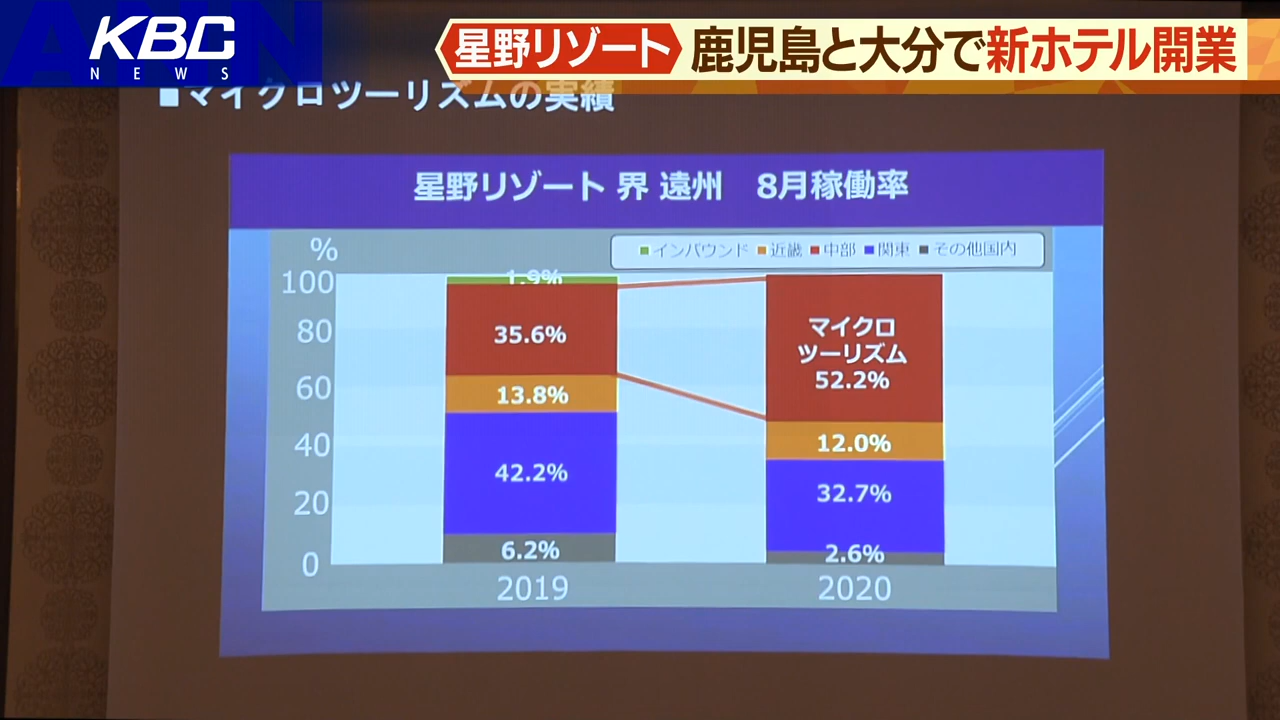 KBC
NEWS
星野リゾート 鹿児島と大分で新ホテル開業
■マイクロツーリズムの実績
星野リゾート 界 遠州　8月稼働率
%
■インバウンド ■近畿 ■中部 ■関東 ■その他国内
100
80
60
40
20
0
1.9%
35.6%
13.8%
42.2%
6.2%
マイクロ
ツーリズム
52.2%
12.0%
32.7%
2.6%
2019 2020